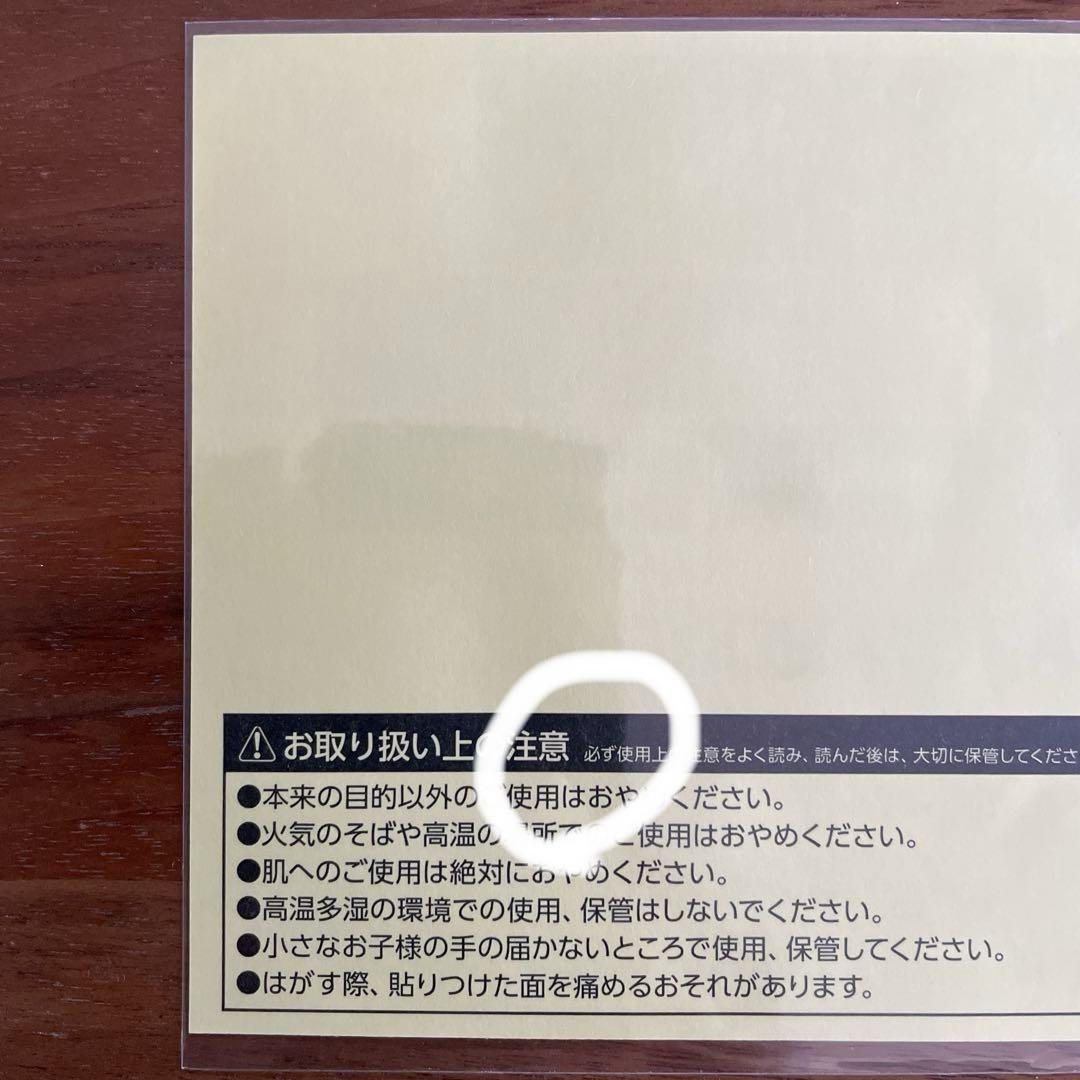 お取り扱い上の注意 必ず使用上の注意をよく読み、読んだ後は、大切に保管してくださ
●本来の目的以外のご使用はおやめください。
●火気のそばや高温の場所でのご使用はおやめください。
●肌へのご使用は絶対におやめください。
●高温多湿の環境での使用、保管はしないでください。
●小さなお子様の手の届かないところで使用、保管してください。
●はがす際、貼りつけた面を痛めるおそれがあります。